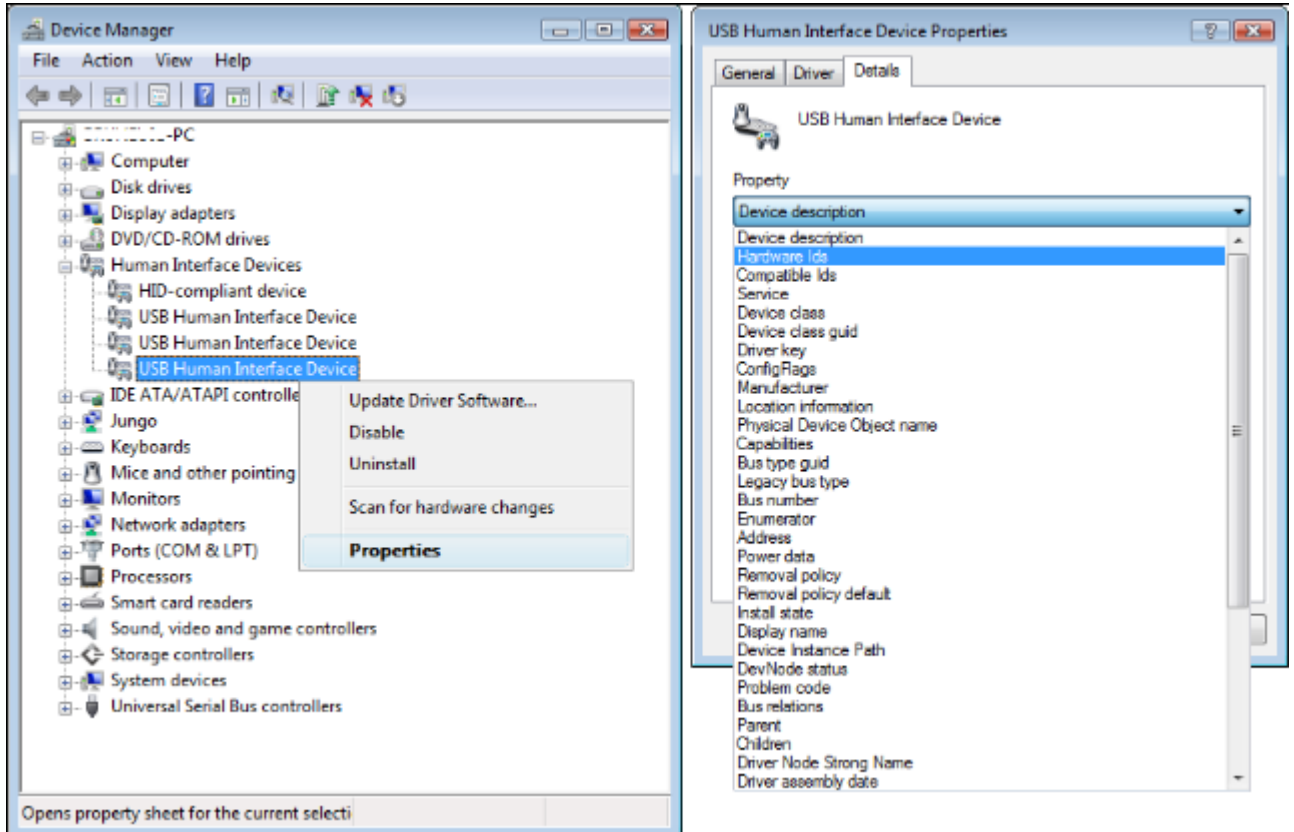 Device Manager
File Action View Help
-PC
Computer
Disk drives
Display adapters
DVD/CD-ROM drives
Human Interface Devices
HID-compliant device
USB Human Interface Device
USB Human Interface Device
USB Human Interface Device
IDE ATA/ATAPI controlle
Jungo
Keyboards
Mice and other pointing
Monitors
Network adapters
Ports (COM & LPT)
Processors
Smart card readers
Sound, video and game controllers
Storage controllers
System devices
Universal Serial Bus controllers
Update Driver Software...
Disable
Uninstall
Scan for hardware changes
Properties
Opens property sheet for the current selecti
USB Human Interface Device Properties
General Driver Details
USB Human Interface Device
Property
Device description
Device description
Hardware Ids
Compatible Ids
Service
Device class
Device class guid
Driver key
ConfigFlags
Manufacturer
Location information
Physical Device Object name
Capabilities
Bus type guid
Legacy bus type
Bus number
Enumerator
Address
Power data
Removal policy
Removal policy default
Install state
Display name
Device Instance Path
DevNode status
Problem code
Bus relations
Parent
Children
Driver Node Strong Name
Driver assembly date